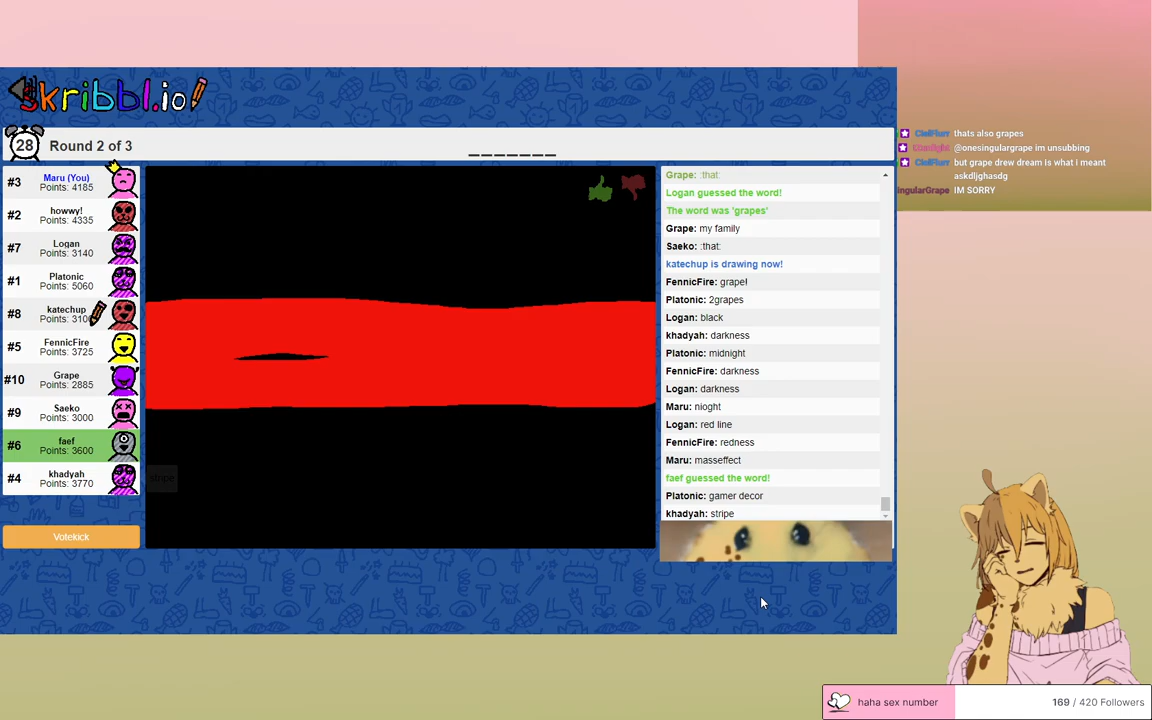 skribbl.io
28
Round 2 of 3
_______
#3 Maru (You)
Points: 4185
#2 howwy!
Points: 4335
#7 Logan
Points: 3140
#1 Platonic
Points: 5060
#8 katechup
Points: 3100
#5 FennicFire
Points: 3725
#10 Grape
Points: 2885
#9 Saeko
Points: 3000
#6 faef
Points: 3600
#4 khadyah
Points: 3770
Votekick
stripe
Grape: :that:
Logan guessed the word!
The word was 'grapes'
Grape: my family
Saeko: :that:
katechup is drawing now!
FennicFire: grape!
Platonic: 2grapes
Logan: black
khadyah: darkness
Platonic: midnight
FennicFire: darkness
Logan: darkness
Maru: nioght
Logan: red line
FennicFire: redness
Maru: masseffect
faef guessed the word!
Platonic: gamer decor
khadyah: stripe
CielFlurr thats also grapes
@onesingulargrape im unsubbing
CielFlurr but grape drew dream is what i meant
askdljghasdg
ingularGrape IM SORRY
haha sex number 169 / 420 Followers